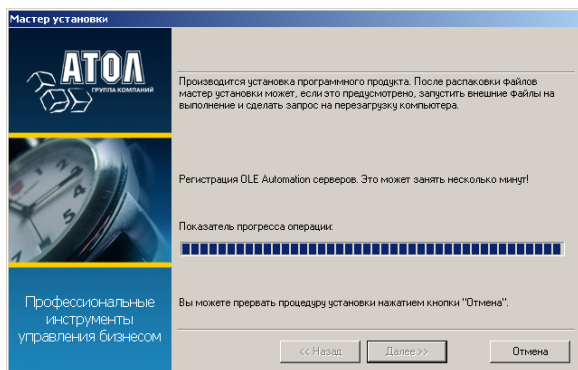 Мастер установки
АТОЛ
ГРУППА КОМПАНИЙ
Производится установка программного продукта. После распаковки файлов
мастер установки может, если это предусмотрено, запустить внешние файлы на
выполнение и сделать запрос на перезагрузку компьютера.
Регистрация OLE Automation серверов. Это может занять несколько минут!
Показатель прогресса операции:
Профессиональные
инструменты
управления бизнесом
Вы можете прервать процедуру установки нажатием кнопки "Отмена".
<< Назад
Далее >>
Отмена